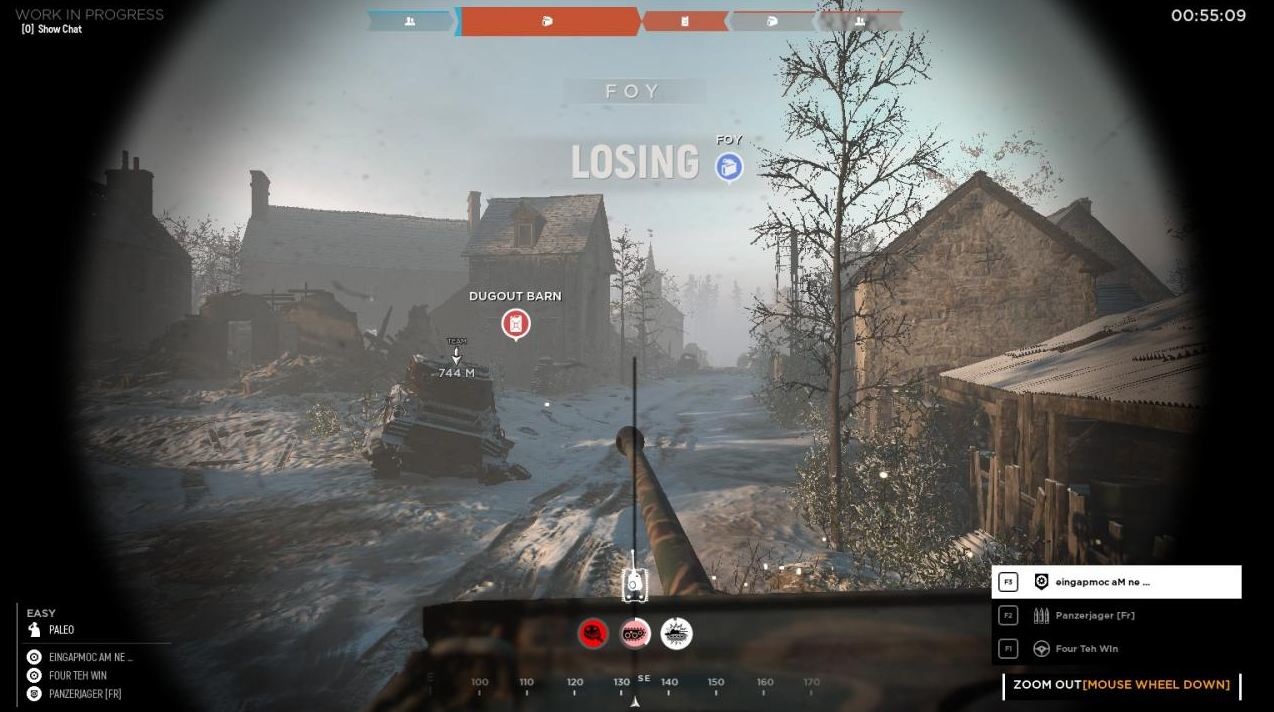 WORK IN PROGRESS
[O] Show Chat
00:55:09
FOY
FOY
LOSING
DUGOUT BARN
TEAM
744 M
EASY
PALEO
EINGAPMOC AM NE ...
FOUR TEH WIN
PANZERJAGER [FR]
F3 eingapmoc aM ne ...
F2 Panzerjager [Fr]
F1 Four Teh WIn
ZOOM OUT[MOUSE WHEEL DOWN]
E 100 110 120 130 SE 140 150 160 170